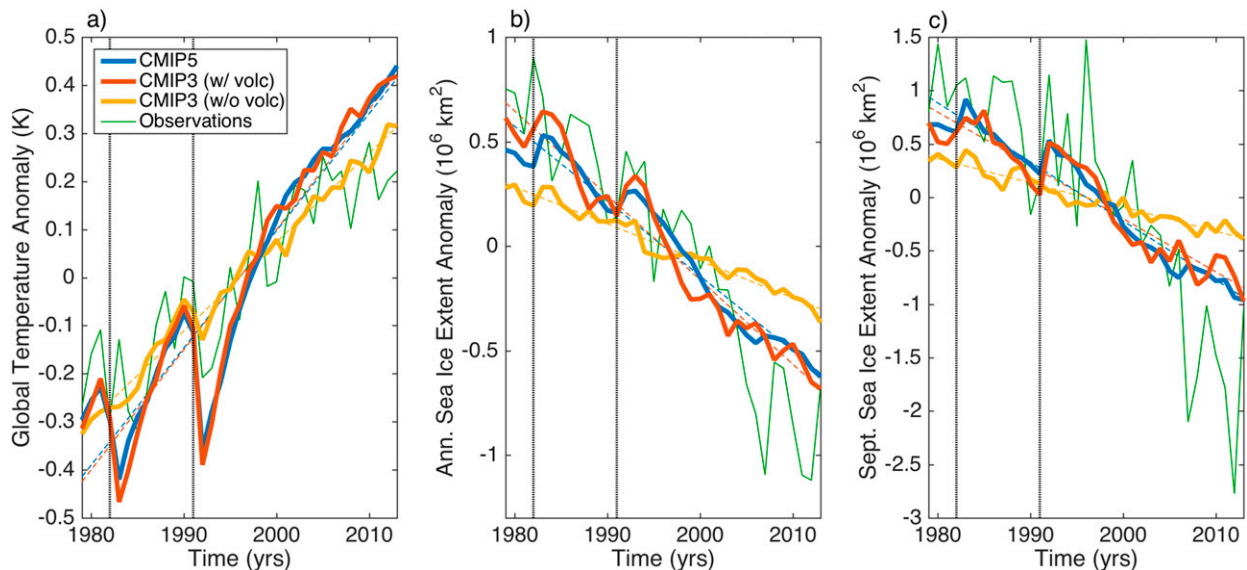 a)
Global Temperature Anomaly (K)
0.5
0.4
0.3
0.2
0.1
0
-0.1
-0.2
-0.3
-0.4
-0.5
CMIP5
CMIP3 (w/ volc)
CMIP3 (w/o volc)
Observations
1980 1990 2000 2010
Time (yrs)
b)
Ann. Sea Ice Extent Anomaly (10⁶ km²)
1
0.5
0
-0.5
-1
1980 1990 2000 2010
Time (yrs)
c)
Sept. Sea Ice Extent Anomaly (10⁶ km²)
1.5
1
0.5
0
-0.5
-1
-1.5
-2
-2.5
-3
1980 1990 2000 2010
Time (yrs)